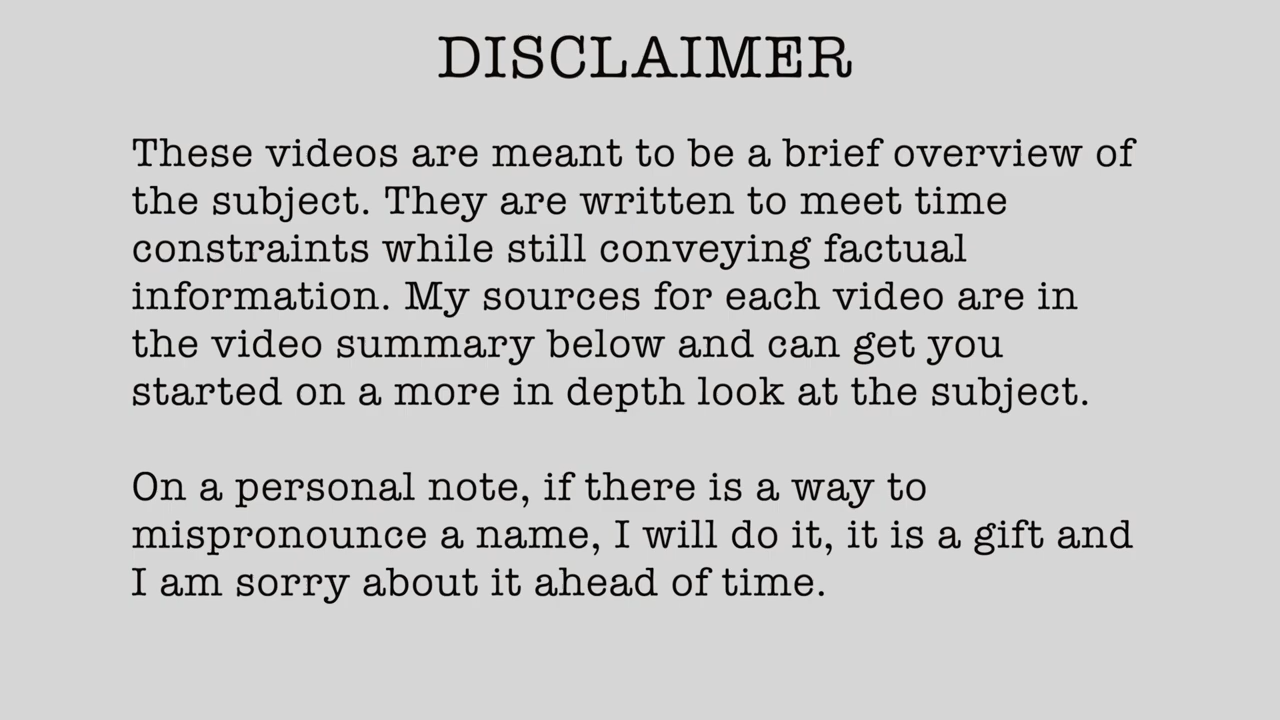 DISCLAIMER
These videos are meant to be a brief overview of
the subject. They are written to meet time
constraints while still conveying factual
information. My sources for each video are in
the video summary below and can get you
started on a more in depth look at the subject.
On a personal note, if there is a way to
mispronounce a name, I will do it, it is a gift and
I am sorry about it ahead of time.